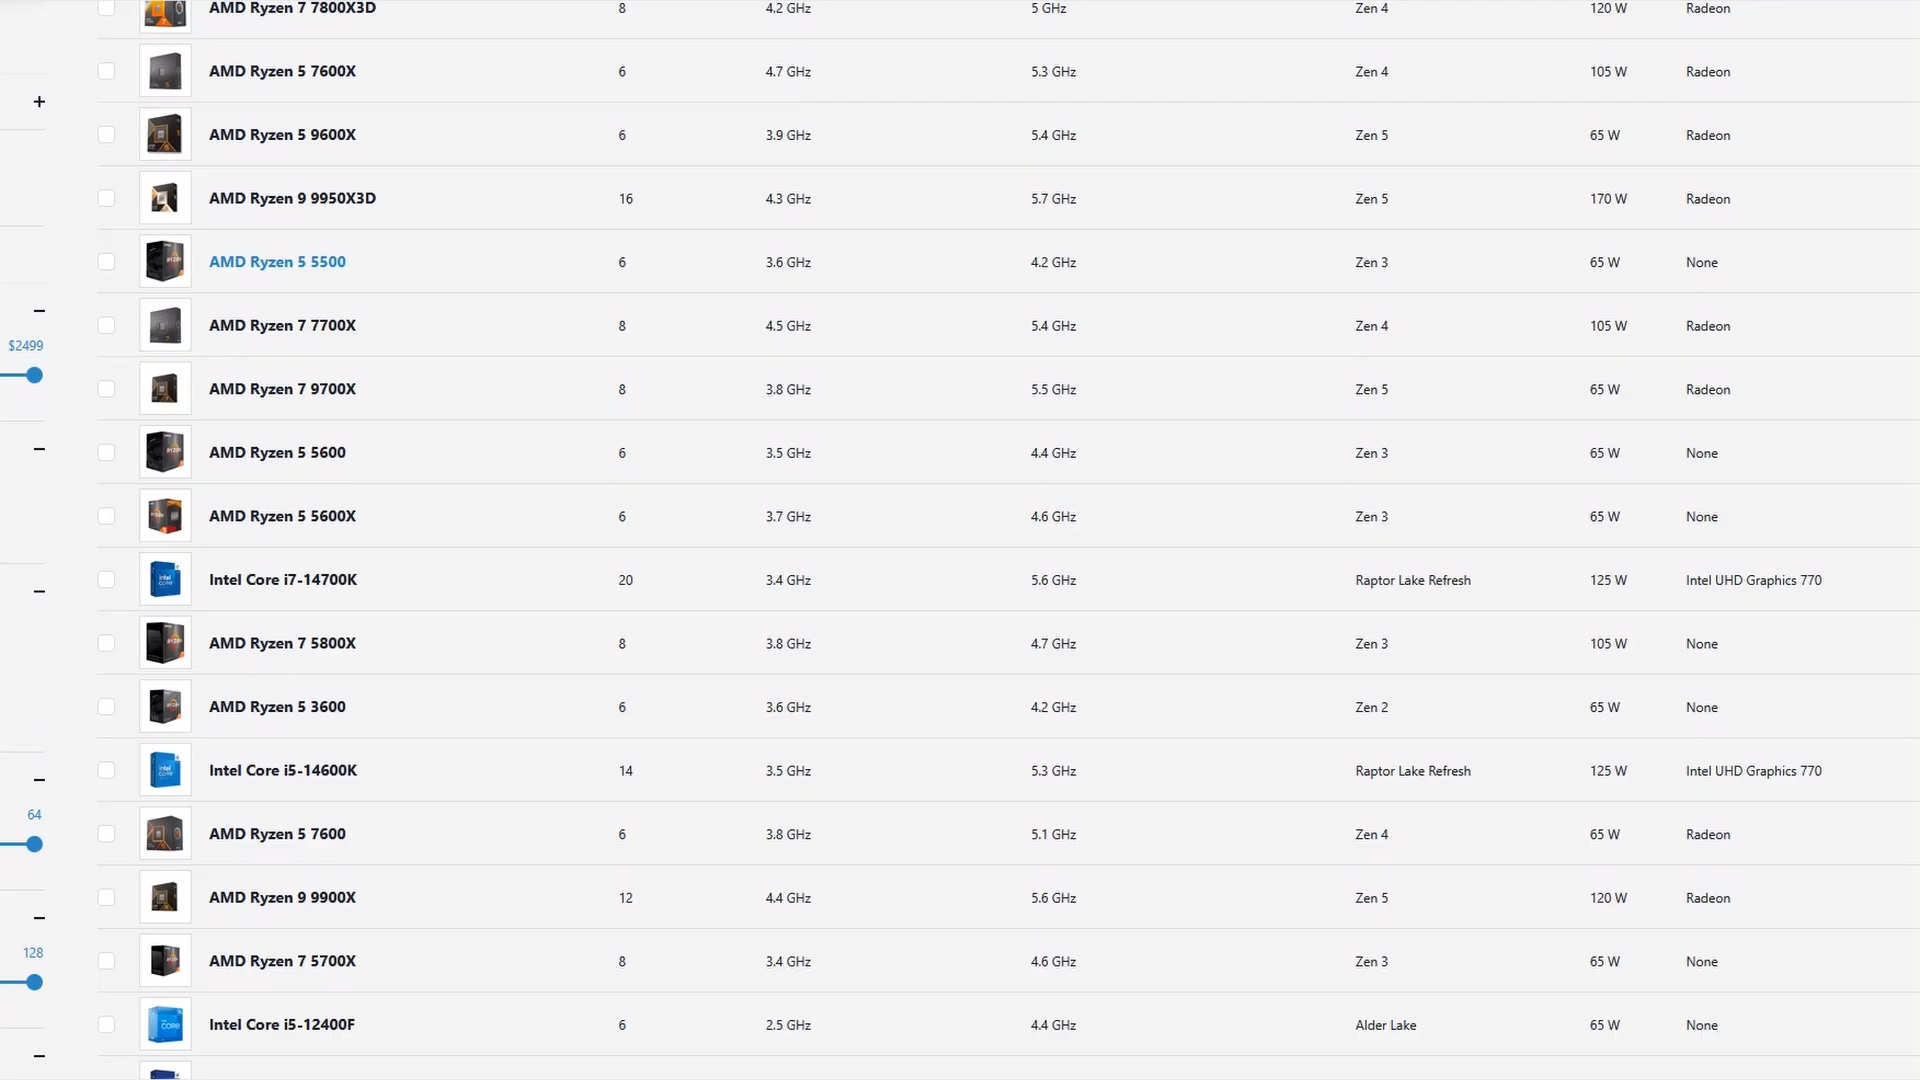 AMD Ryzen 7 7800X3D 8 4.2 GHz 5 GHz Zen 4 120 W Radeon
AMD Ryzen 5 7600X 6 4.7 GHz 5.3 GHz Zen 4 105 W Radeon
+
AMD Ryzen 5 9600X 6 3.9 GHz 5.4 GHz Zen 5 65 W Radeon
AMD Ryzen 9 9950X3D 16 4.3 GHz 5.7 GHz Zen 5 170 W Radeon
AMD Ryzen 5 5500 6 3.6 GHz 4.2 GHz Zen 3 65 W None
AMD Ryzen 7 7700X 8 4.5 GHz 5.4 GHz Zen 4 105 W Radeon
$2499
AMD Ryzen 7 9700X 8 3.8 GHz 5.5 GHz Zen 5 65 W Radeon
AMD Ryzen 5 5600 6 3.5 GHz 4.4 GHz Zen 3 65 W None
AMD Ryzen 5 5600X 6 3.7 GHz 4.6 GHz Zen 3 65 W None
Intel Core i7-14700K 20 3.4 GHz 5.6 GHz Raptor Lake Refresh 125 W Intel UHD Graphics 770
AMD Ryzen 7 5800X 8 3.8 GHz 4.7 GHz Zen 3 105 W None
AMD Ryzen 5 3600 6 3.6 GHz 4.2 GHz Zen 2 65 W None
Intel Core i5-14600K 14 3.5 GHz 5.3 GHz Raptor Lake Refresh 125 W Intel UHD Graphics 770
64
AMD Ryzen 5 7600 6 3.8 GHz 5.1 GHz Zen 4 65 W Radeon
AMD Ryzen 9 9900X 12 4.4 GHz 5.6 GHz Zen 5 120 W Radeon
128
AMD Ryzen 7 5700X 8 3.4 GHz 4.6 GHz Zen 3 65 W None
Intel Core i5-12400F 6 2.5 GHz 4.4 GHz Alder Lake 65 W None